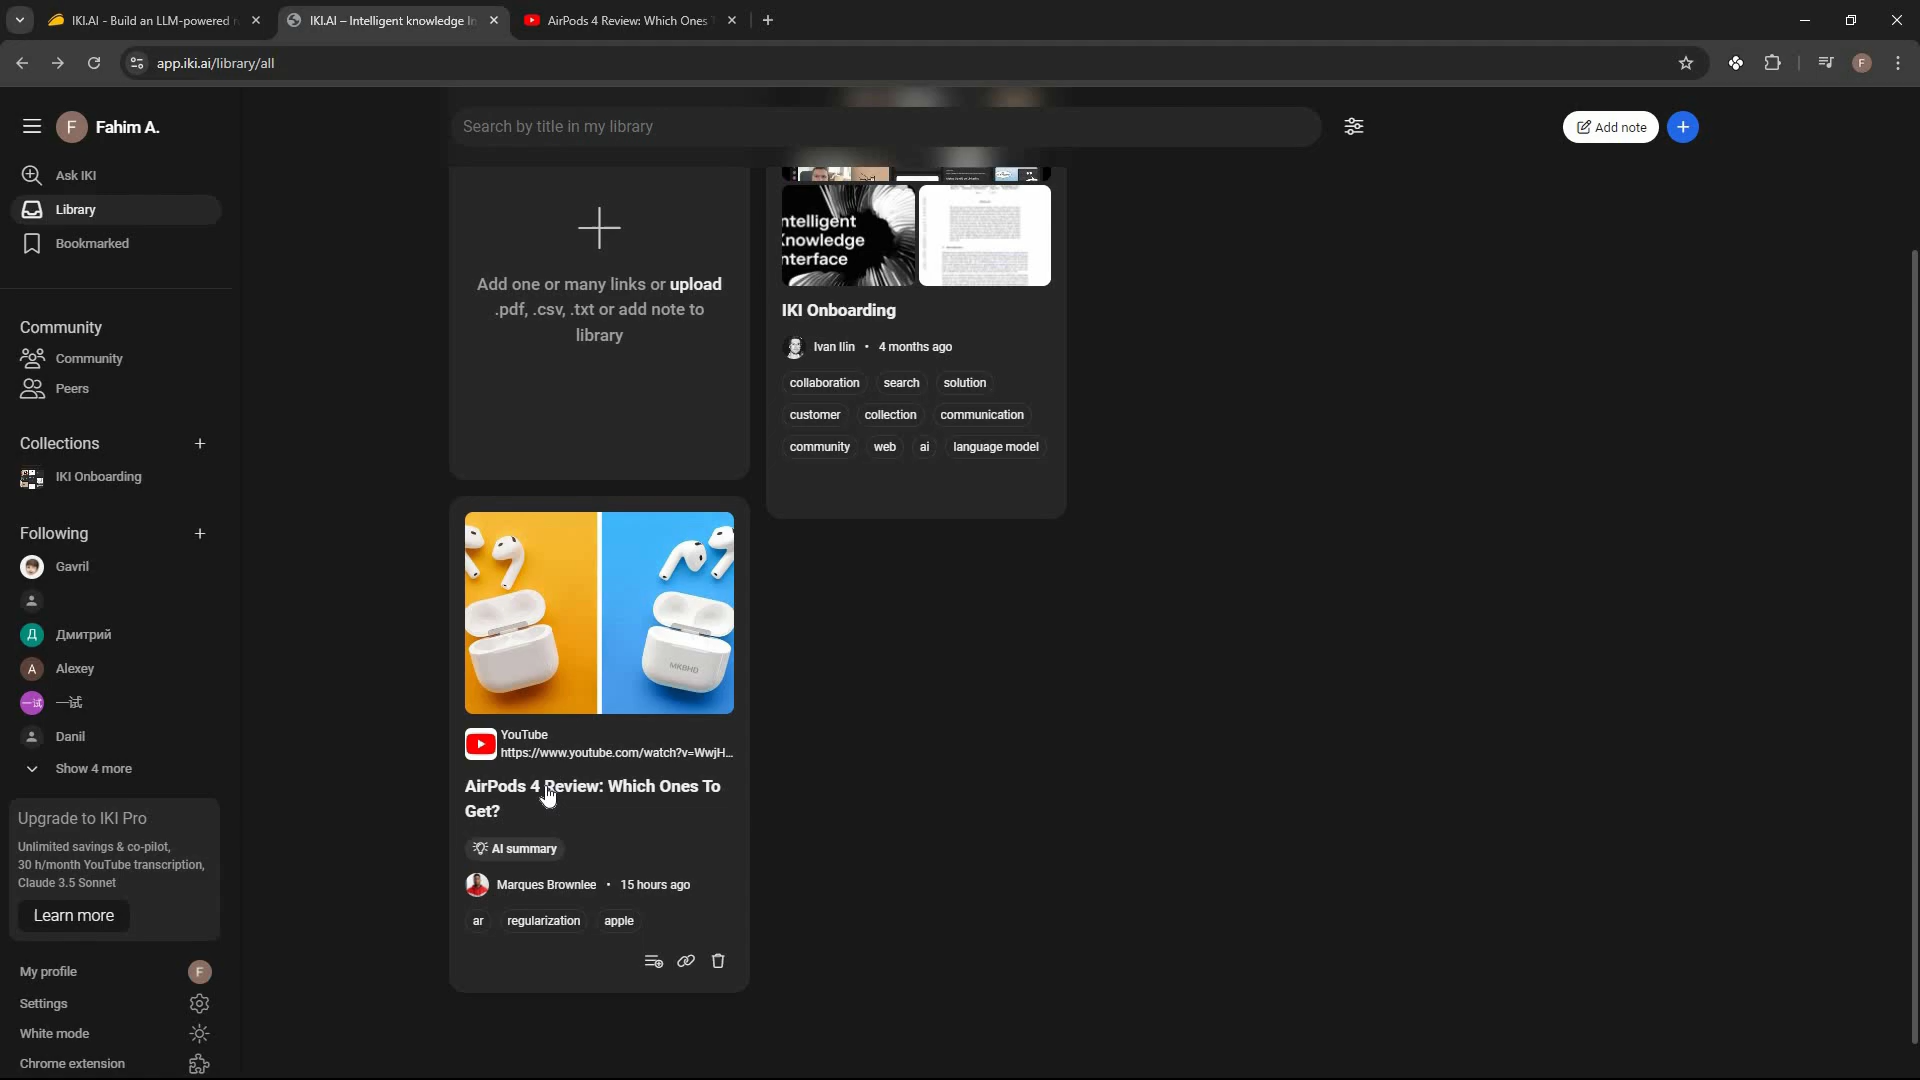 IKI.AI - Build an LLM-powered
IKI.AI – Intelligent knowledge In
AirPods 4 Review: Which Ones
app.iki.ai/library/all
F
F
Fahim A.
Search by title in my library
Add note
Ask IKI
Library
Bookmarked
Community
Community
Peers
Collections
IKI Onboarding
Following
Gavril
Д
Дмитрий
A
Alexey
一试
一试
Danil
Show 4 more
Upgrade to IKI Pro
Unlimited savings & co-pilot,
30 h/month YouTube transcription,
Claude 3.5 Sonnet
Learn more
My profile
F
Settings
White mode
Chrome extension
Add one or many links or upload
.pdf, .csv, .txt or add note to
library
ntelligent
Knowledge
nterface
IKI Onboarding
Ivan Ilin • 4 months ago
collaboration search solution
customer collection communication
community web ai language model
MKBHD
YouTube
https://www.youtube.com/watch?v=WwjH...
AirPods 4 Review: Which Ones To
Get?
AI summary
Marques Brownlee • 15 hours ago
ar regularization apple